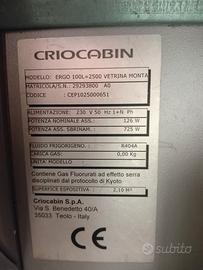 CRIOCABIN
MODELLO: ERGO 100L=2500 VETRINA MONTA
MATRICOLA/S.N.: 29293800 A0
CODICE: CEP1025000651
ALIMENTAZIONE: 230 V 50 Hz 1+N Ph
POTENZA NOMINALE ASS.: 126 W
POTENZA ASS. SBRINAM.: 725 W
FLUIDO FRIGORIGENO.: R404A
CARICA GAS: 0,00 Kg
UNITA' MODELLO :
Contiene Gas Fluorurati ad effetto serra
disciplinati dal protocollo di Kyoto
SUPERFICE ESPOSITIVA: 2,10 M²
Criocabin S.p.A.
Via S. Benedetto 40/A
35033 Teolo - Italy
CE
subito